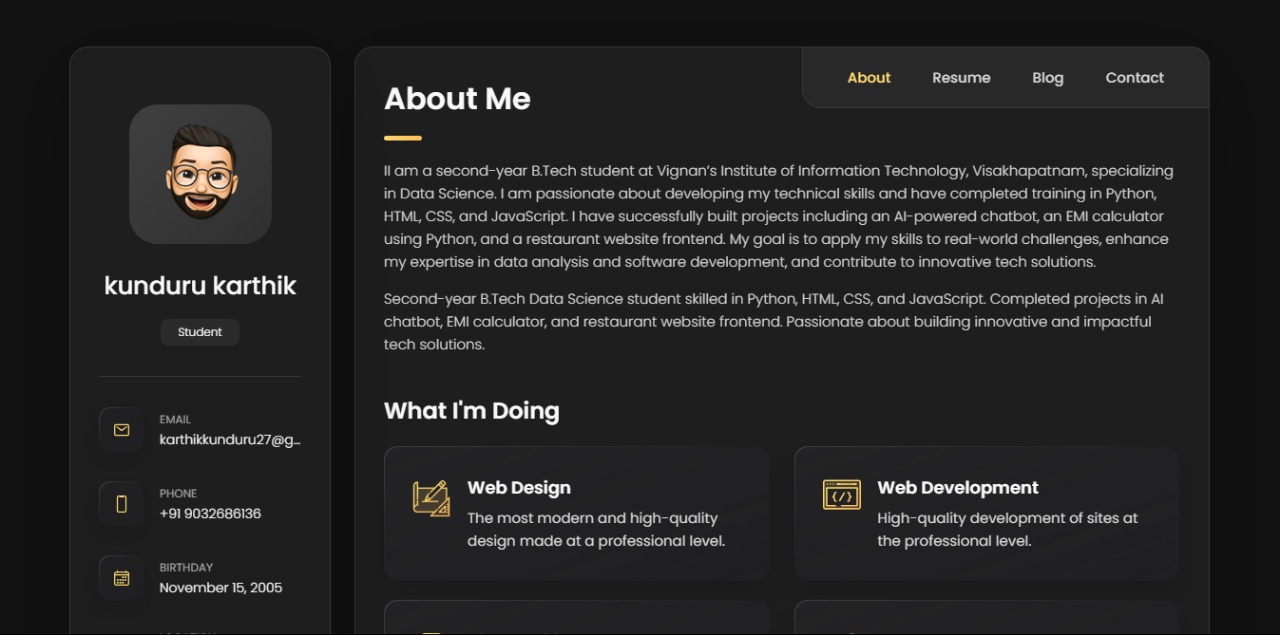 kunduru karthik
Student
EMAIL
karthikkunduru27@g...
PHONE
+91 9032686136
BIRTHDAY
November 15, 2005
About Resume Blog Contact
About Me
II am a second-year B.Tech student at Vignan's Institute of Information Technology, Visakhapatnam, specializing
in Data Science. I am passionate about developing my technical skills and have completed training in Python,
HTML, CSS, and JavaScript. I have successfully built projects including an AI-powered chatbot, an EMI calculator
using Python, and a restaurant website frontend. My goal is to apply my skills to real-world challenges, enhance
my expertise in data analysis and software development, and contribute to innovative tech solutions.
Second-year B.Tech Data Science student skilled in Python, HTML, CSS, and JavaScript. Completed projects in AI
chatbot, EMI calculator, and restaurant website frontend. Passionate about building innovative and impactful
tech solutions.
What I'm Doing
Web Design
The most modern and high-quality
design made at a professional level.
Web Development
High-quality development of sites at
the professional level.